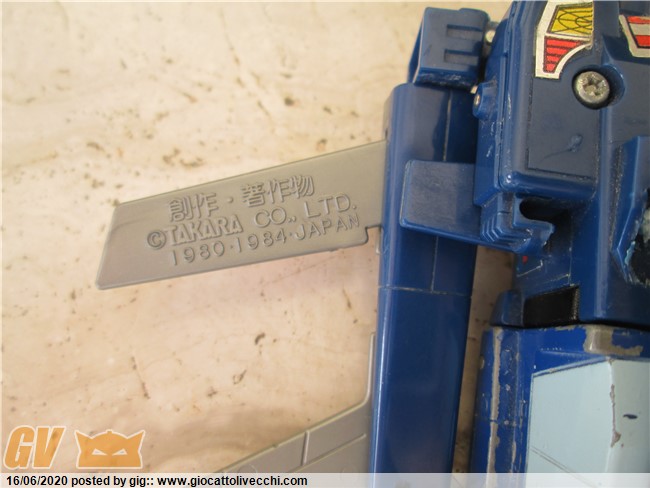 創作・著作物
©TAKARA CO., LTD.
1980・1984・JAPAN
GV
16/06/2020 posted by gig:: www.giocattolivecchi.com